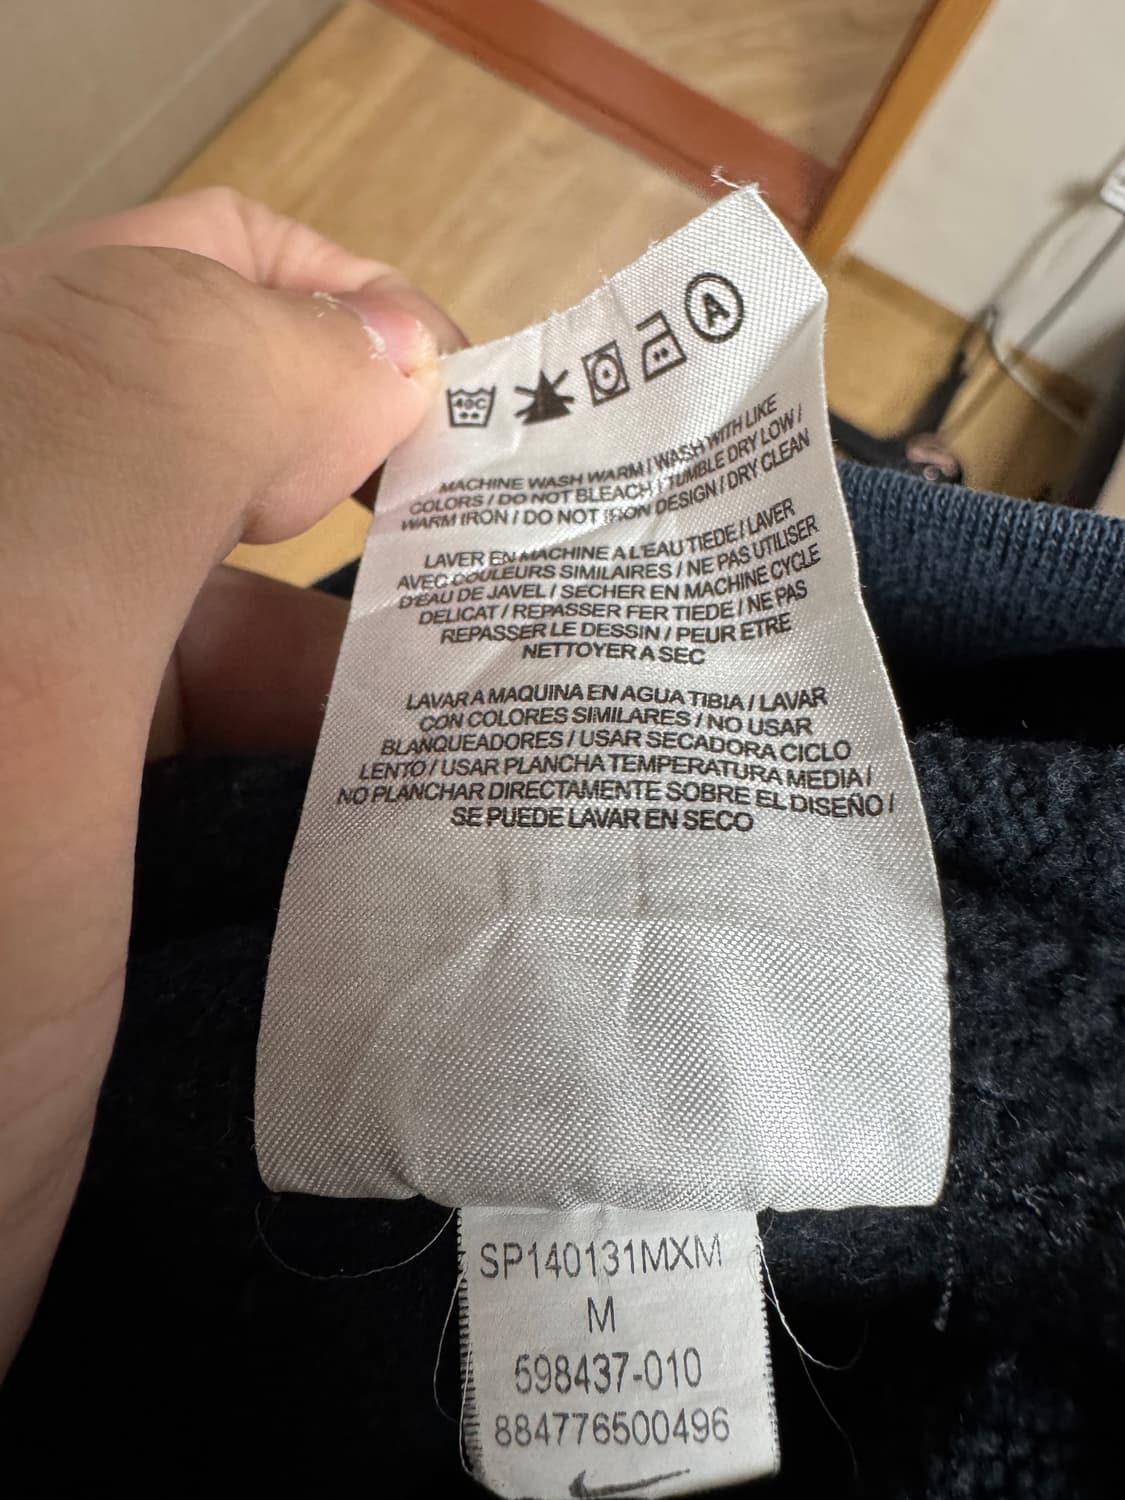 40C
A
MACHINE WASH WARM / WASH WITH LIKE
COLORS / DO NOT BLEACH / TUMBLE DRY LOW /
WARM IRON / DO NOT IRON DESIGN / DRY CLEAN
LAVER EN MACHINE A L'EAU TIEDE / LAVER
AVEC COULEURS SIMILAIRES / NE PAS UTILISER
D'EAU DE JAVEL / SECHER EN MACHINE CYCLE
DELICAT / REPASSER FER TIEDE / NE PAS
REPASSER LE DESSIN / PEUR ETRE
NETTOYER A SEC
LAVAR A MAQUINA EN AGUA TIBIA / LAVAR
CON COLORES SIMILARES / NO USAR
BLANQUEADORES / USAR SECADORA CICLO
LENTO / USAR PLANCHA TEMPERATURA MEDIA /
NO PLANCHAR DIRECTAMENTE SOBRE EL DISEÑO /
SE PUEDE LAVAR EN SECO
SP140131MXM
M
598437-010
884776500496